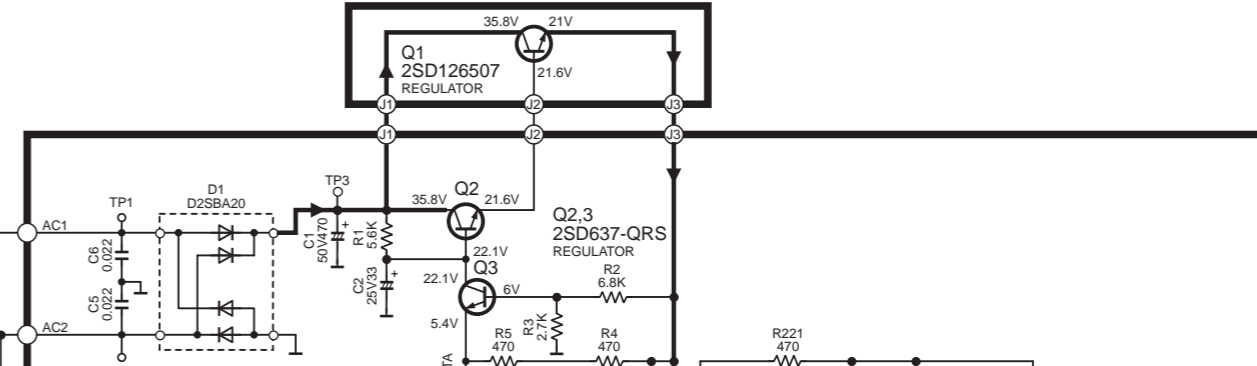 35.8V
21V
Q1
2SD126507
REGULATOR
21.6V
J1
J2
J3
J1
J2
J3
D1
D2SBA20
TP1
TP3
35.8V
Q2
21.6V
Q2,3
2SD637-QRS
REGULATOR
AC1
C6
0.022
C1
50V470
+
R1
5.6K
22.1V
Q3
22.1V
6V
R2
6.8K
C2
25V33
+
C5
0.022
AC2
5.4V
R3
2.7K
R5
470
R4
470
R221
470
TA